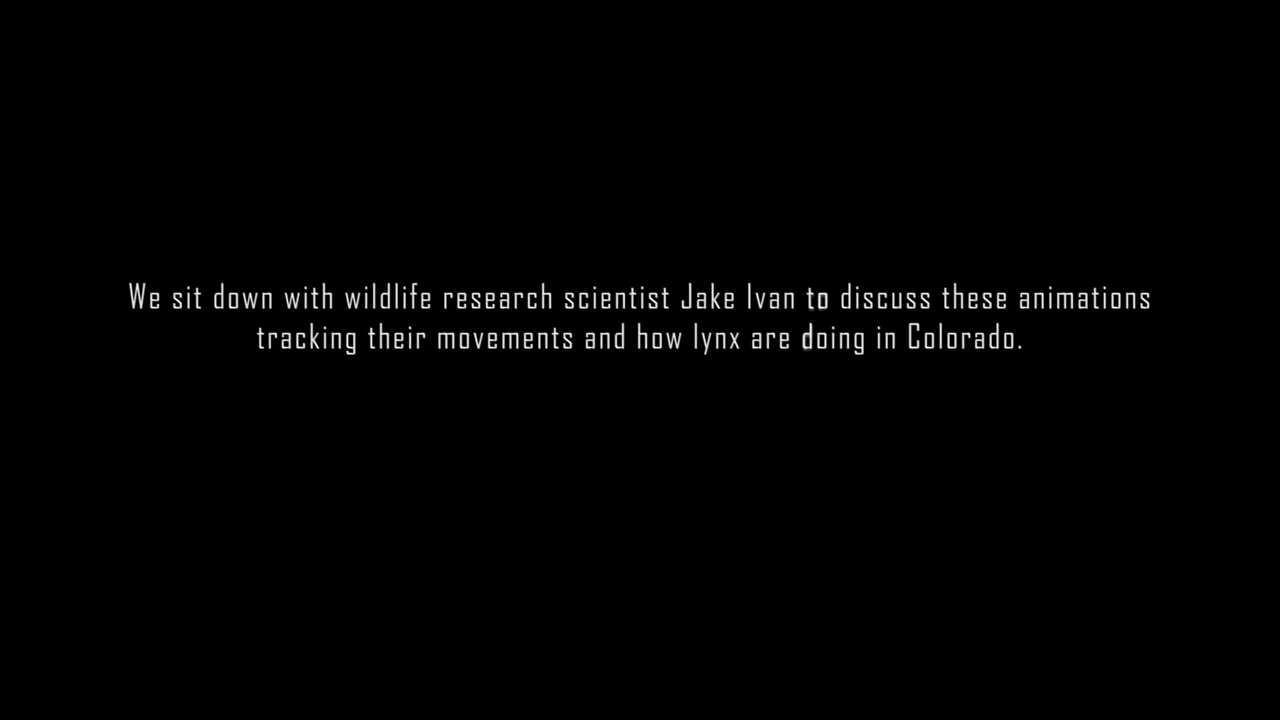 We sit down with wildlife research scientist Jake Ivan to discuss these animations
tracking their movements and how lynx are doing in Colorado.